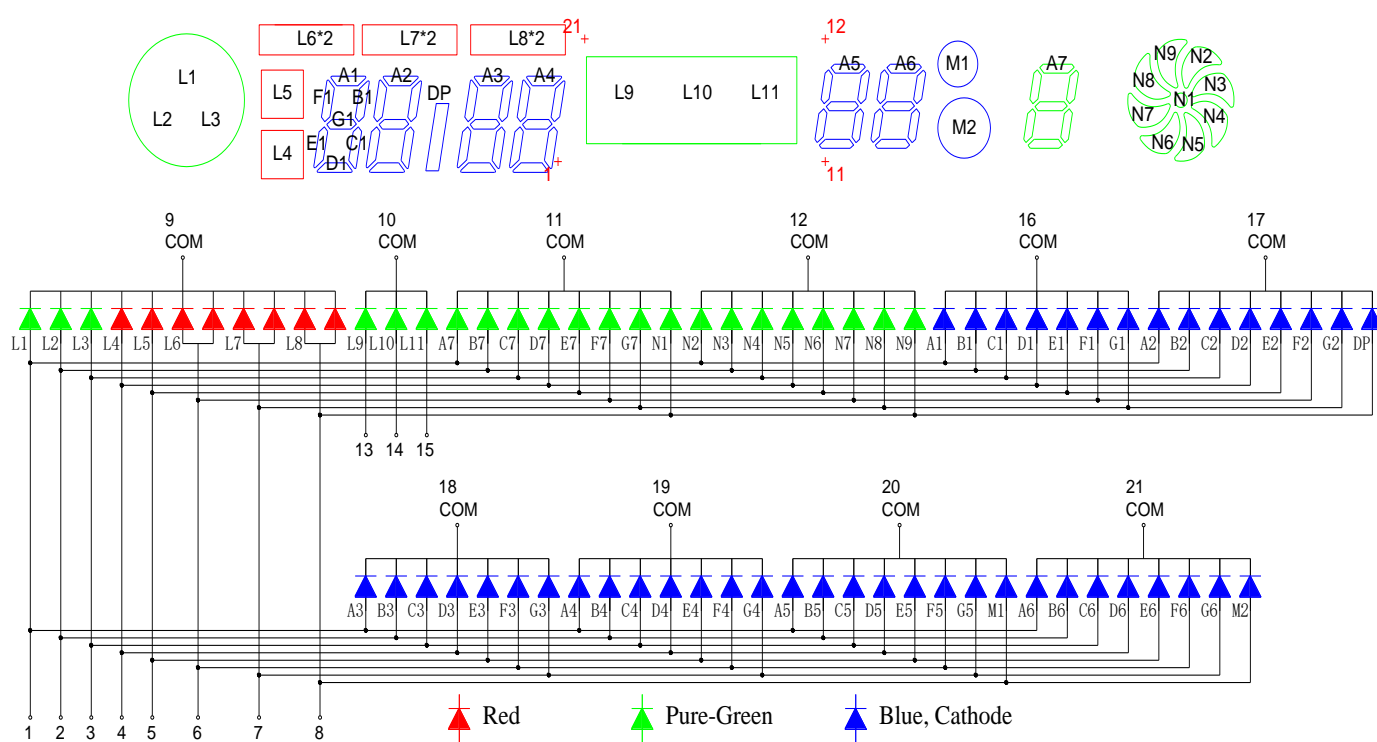 L6*2 L7*2 L8*2 21 12
L1 L5 A1 A2 A3 A4 A5 A6 M1 A7 N9 N2
F1 B1 DP L9 L10 L11 N8 N3
L2 L3 G1 N1
L4 E1 C1 M2 N7 N4
D1 1 11 N6 N5
9 10 11 12 16 17
COM COM COM COM COM COM
L1 L2 L3 L4 L5 L6 L7 L8 L9 L10 L11 A7 B7 C7 D7 E7 F7 G7 N1 N2 N3 N4 N5 N6 N7 N8 N9 A1 B1 C1 D1 E1 F1 G1 A2 B2 C2 D2 E2 F2 G2 DP
13 14 15
18 19 20 21
COM COM COM COM
A3 B3 C3 D3 E3 F3 G3 A4 B4 C4 D4 E4 F4 G4 A5 B5 C5 D5 E5 F5 G5 M1 A6 B6 C6 D6 E6 F6 G6 M2
1 2 3 4 5 6 7 8
Red Pure-Green Blue, Cathode